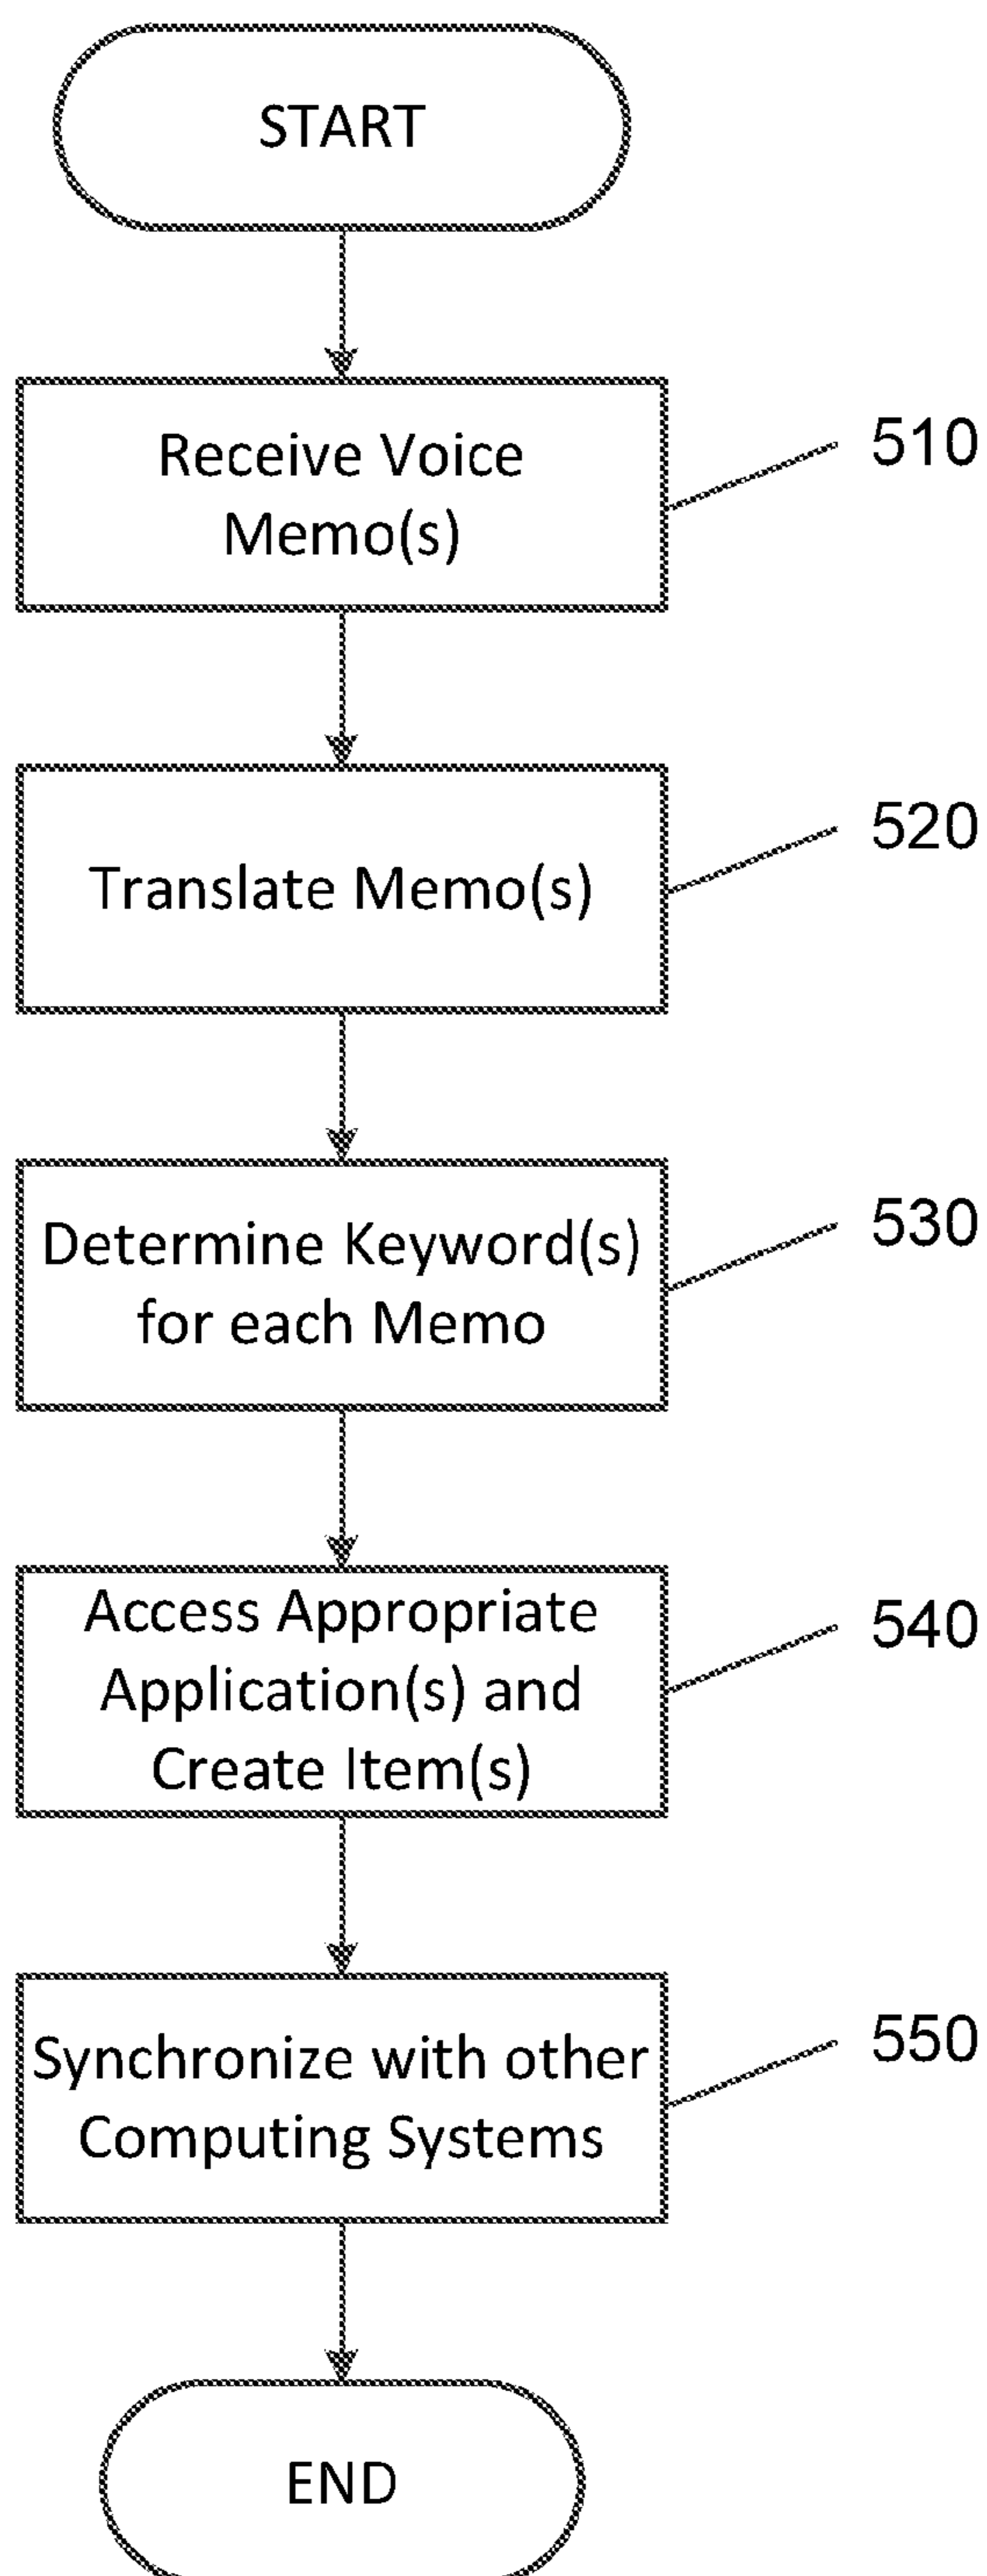 START
Receive Voice
Memo(s)
510
Translate Memo(s)
520
Determine Keyword(s)
for each Memo
530
Access Appropriate
Application(s) and
Create Item(s)
540
Synchronize with other
Computing Systems
550
END